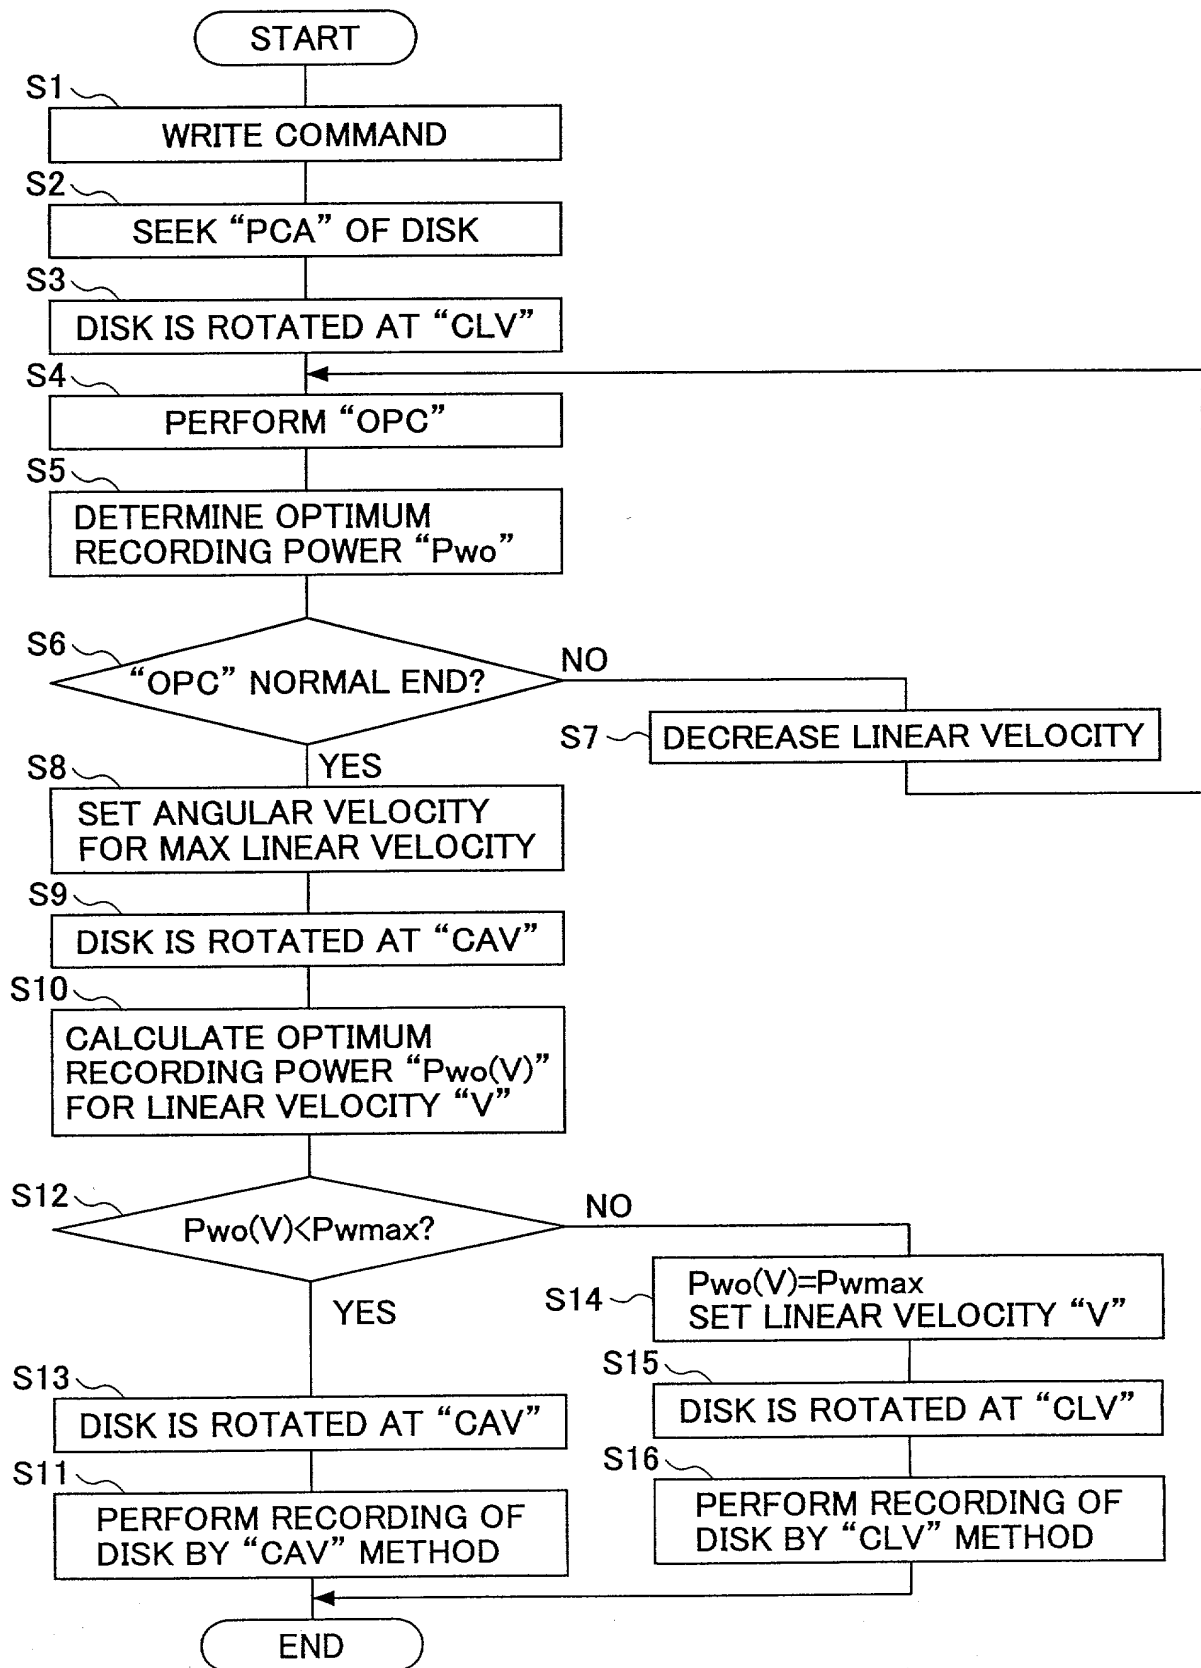 START
S1
WRITE COMMAND
S2
SEEK “PCA” OF DISK
S3
DISK IS ROTATED AT “CLV”
S4
PERFORM “OPC”
S5
DETERMINE OPTIMUM
RECORDING POWER “Pwo”
S6
“OPC” NORMAL END?
NO
YES
S7
DECREASE LINEAR VELOCITY
S8
SET ANGULAR VELOCITY
FOR MAX LINEAR VELOCITY
S9
DISK IS ROTATED AT “CAV”
S10
CALCULATE OPTIMUM
RECORDING POWER “Pwo(V)”
FOR LINEAR VELOCITY “V”
S12
Pwo(V)<Pwmax?
NO
YES
S14
Pwo(V)=Pwmax
SET LINEAR VELOCITY “V”
S15
DISK IS ROTATED AT “CLV”
S13
DISK IS ROTATED AT “CAV”
S16
PERFORM RECORDING OF
DISK BY “CLV” METHOD
S11
PERFORM RECORDING OF
DISK BY “CAV” METHOD
END